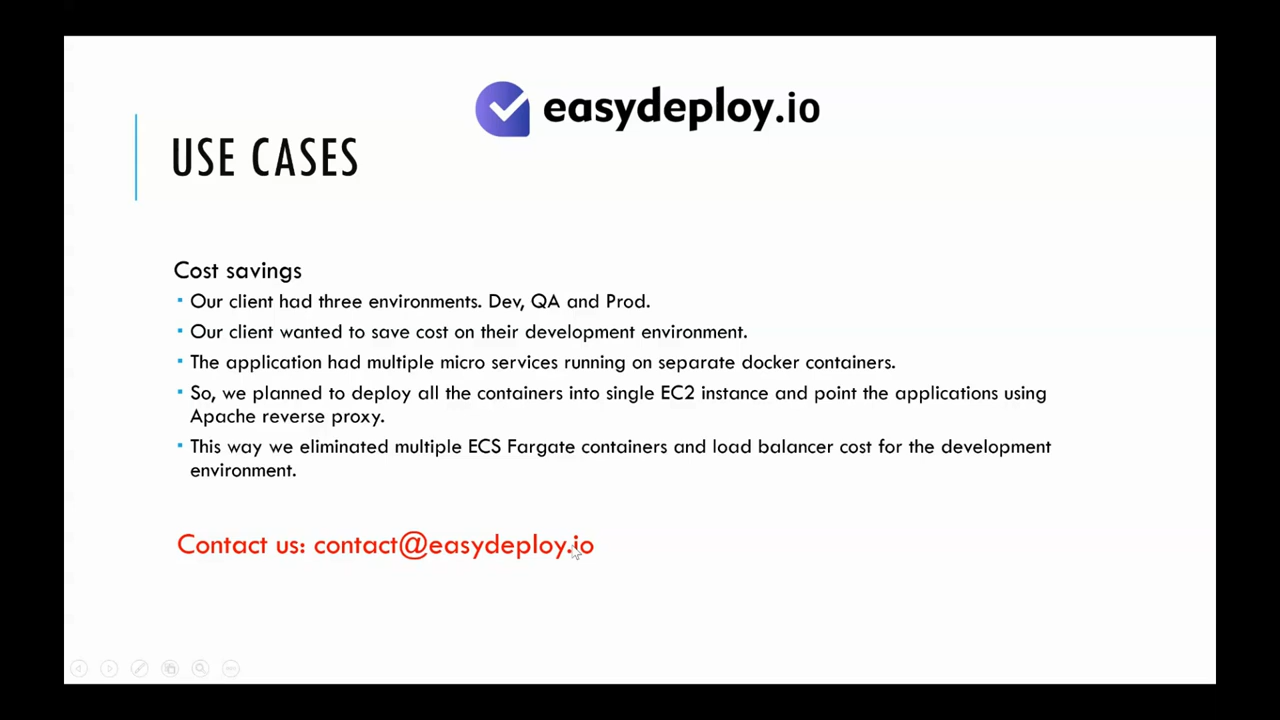 easydeploy.io
USE CASES
Cost savings
▪ Our client had three environments. Dev, QA and Prod.
▪ Our client wanted to save cost on their development environment.
▪ The application had multiple micro services running on separate docker containers.
▪ So, we planned to deploy all the containers into single EC2 instance and point the applications using
Apache reverse proxy.
▪ This way we eliminated multiple ECS Fargate containers and load balancer cost for the development
environment.
Contact us: contact@easydeploy.io